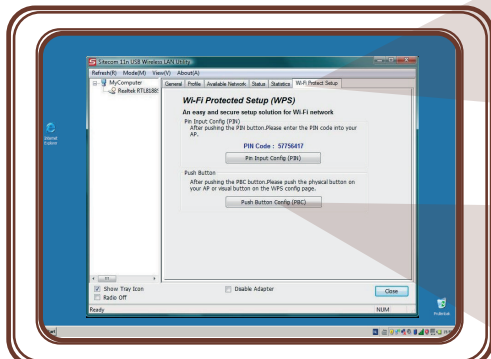 Sitecom 11n USB Wireless LAN Utility
Refresh(R) Mode(M) View(V) About(A)
MyComputer
Realtek RTL8188
General Profile Available Network Status Statistics Wi-Fi Protect Setup
Wi-Fi Protected Setup (WPS)
An easy and secure setup solution for Wi-Fi network
Pin Input Config (PIN)
After pushing the PIN button.Please enter the PIN code into your
AP.
PIN Code : 57756417
Pin Input Config (PIN)
Push Button
After pushing the PBC button.Please push the physical button on
your AP or visual button on the WPS config page.
Push Button Config (PBC)
Internet
Explorer
Show Tray Icon
Radio Off
Disable Adapter
Close
Ready
NUM